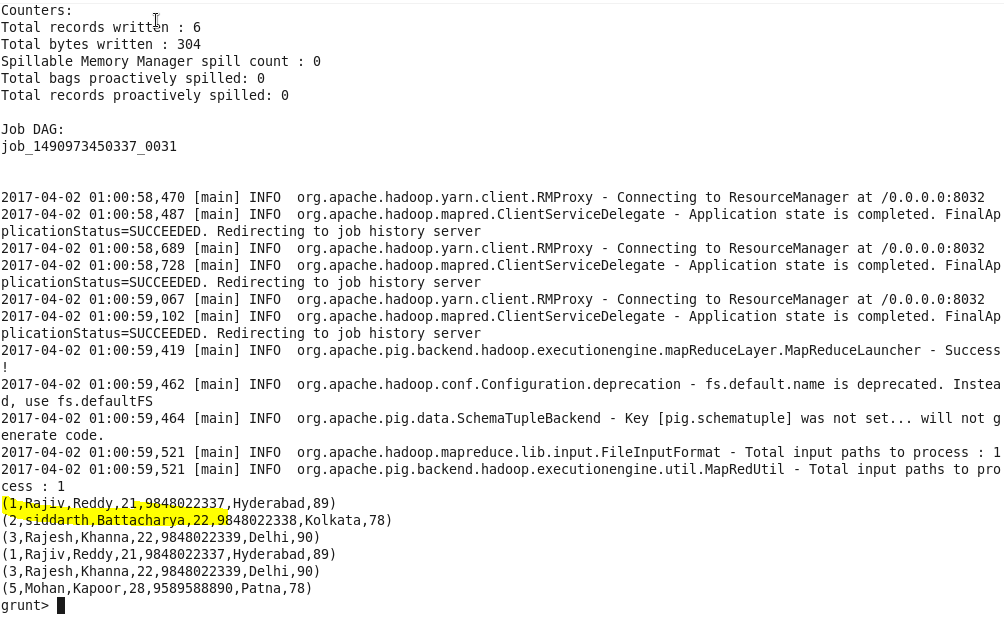 Counters:
Total records written : 6
Total bytes written : 304
Spillable Memory Manager spill count : 0
Total bags proactively spilled: 0
Total records proactively spilled: 0
Job DAG:
job_1490973450337_0031
2017-04-02 01:00:58,470 [main] INFO  org.apache.hadoop.yarn.client.RMProxy - Connecting to ResourceManager at /0.0.0.0:8032
2017-04-02 01:00:58,487 [main] INFO  org.apache.hadoop.mapred.ClientServiceDelegate - Application state is completed. FinalAp
plicationStatus=SUCCEEDED. Redirecting to job history server
2017-04-02 01:00:58,689 [main] INFO  org.apache.hadoop.yarn.client.RMProxy - Connecting to ResourceManager at /0.0.0.0:8032
2017-04-02 01:00:58,728 [main] INFO  org.apache.hadoop.mapred.ClientServiceDelegate - Application state is completed. FinalAp
plicationStatus=SUCCEEDED. Redirecting to job history server
2017-04-02 01:00:59,067 [main] INFO  org.apache.hadoop.yarn.client.RMProxy - Connecting to ResourceManager at /0.0.0.0:8032
2017-04-02 01:00:59,102 [main] INFO  org.apache.hadoop.mapred.ClientServiceDelegate - Application state is completed. FinalAp
plicationStatus=SUCCEEDED. Redirecting to job history server
2017-04-02 01:00:59,419 [main] INFO  org.apache.pig.backend.hadoop.executionengine.mapReduceLayer.MapReduceLauncher - Success
!
2017-04-02 01:00:59,462 [main] INFO  org.apache.hadoop.conf.Configuration.deprecation - fs.default.name is deprecated. Instea
d, use fs.defaultFS
2017-04-02 01:00:59,464 [main] INFO  org.apache.pig.data.SchemaTupleBackend - Key [pig.schematuple] was not set... will not g
enerate code.
2017-04-02 01:00:59,521 [main] INFO  org.apache.hadoop.mapreduce.lib.input.FileInputFormat - Total input paths to process : 1
2017-04-02 01:00:59,521 [main] INFO  org.apache.pig.backend.hadoop.executionengine.util.MapRedUtil - Total input paths to pro
cess : 1
(1,Rajiv,Reddy,21,9848022337,Hyderabad,89)
(2,siddarth,Battacharya,22,9848022338,Kolkata,78)
(3,Rajesh,Khanna,22,9848022339,Delhi,90)
(1,Rajiv,Reddy,21,9848022337,Hyderabad,89)
(3,Rajesh,Khanna,22,9848022339,Delhi,90)
(5,Mohan,Kapoor,28,9589588890,Patna,78)
grunt>